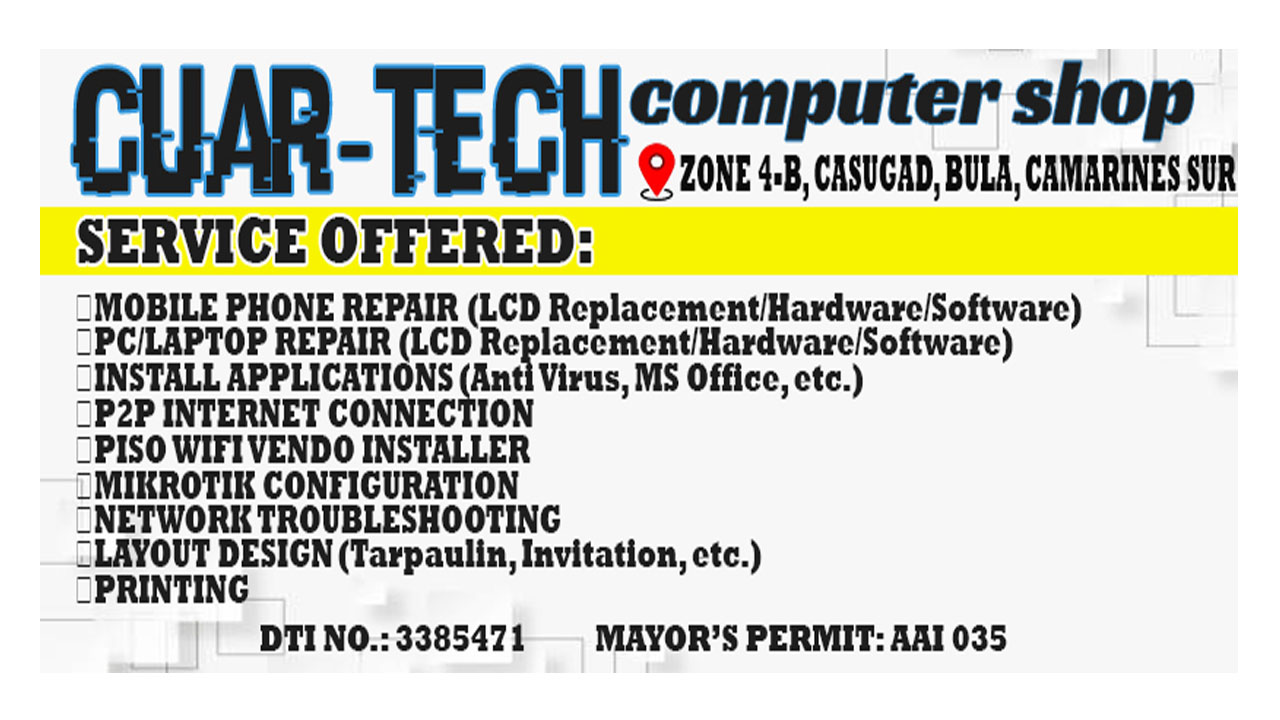 CUAR-TECH computer shop
ZONE 4-B, CASUGAD, BULA, CAMARINES SUR
SERVICE OFFERED:
MOBILE PHONE REPAIR (LCD Replacement/Hardware/Software)
PC/LAPTOP REPAIR (LCD Replacement/Hardware/Software)
INSTALL APPLICATIONS (Anti Virus, MS Office, etc.)
P2P INTERNET CONNECTION
PISO WIFI VENDO INSTALLER
MIKROTIK CONFIGURATION
NETWORK TROUBLESHOOTING
LAYOUT DESIGN (Tarpaulin, Invitation, etc.)
PRINTING
DTI NO.: 3385471 MAYOR'S PERMIT: AAI 035